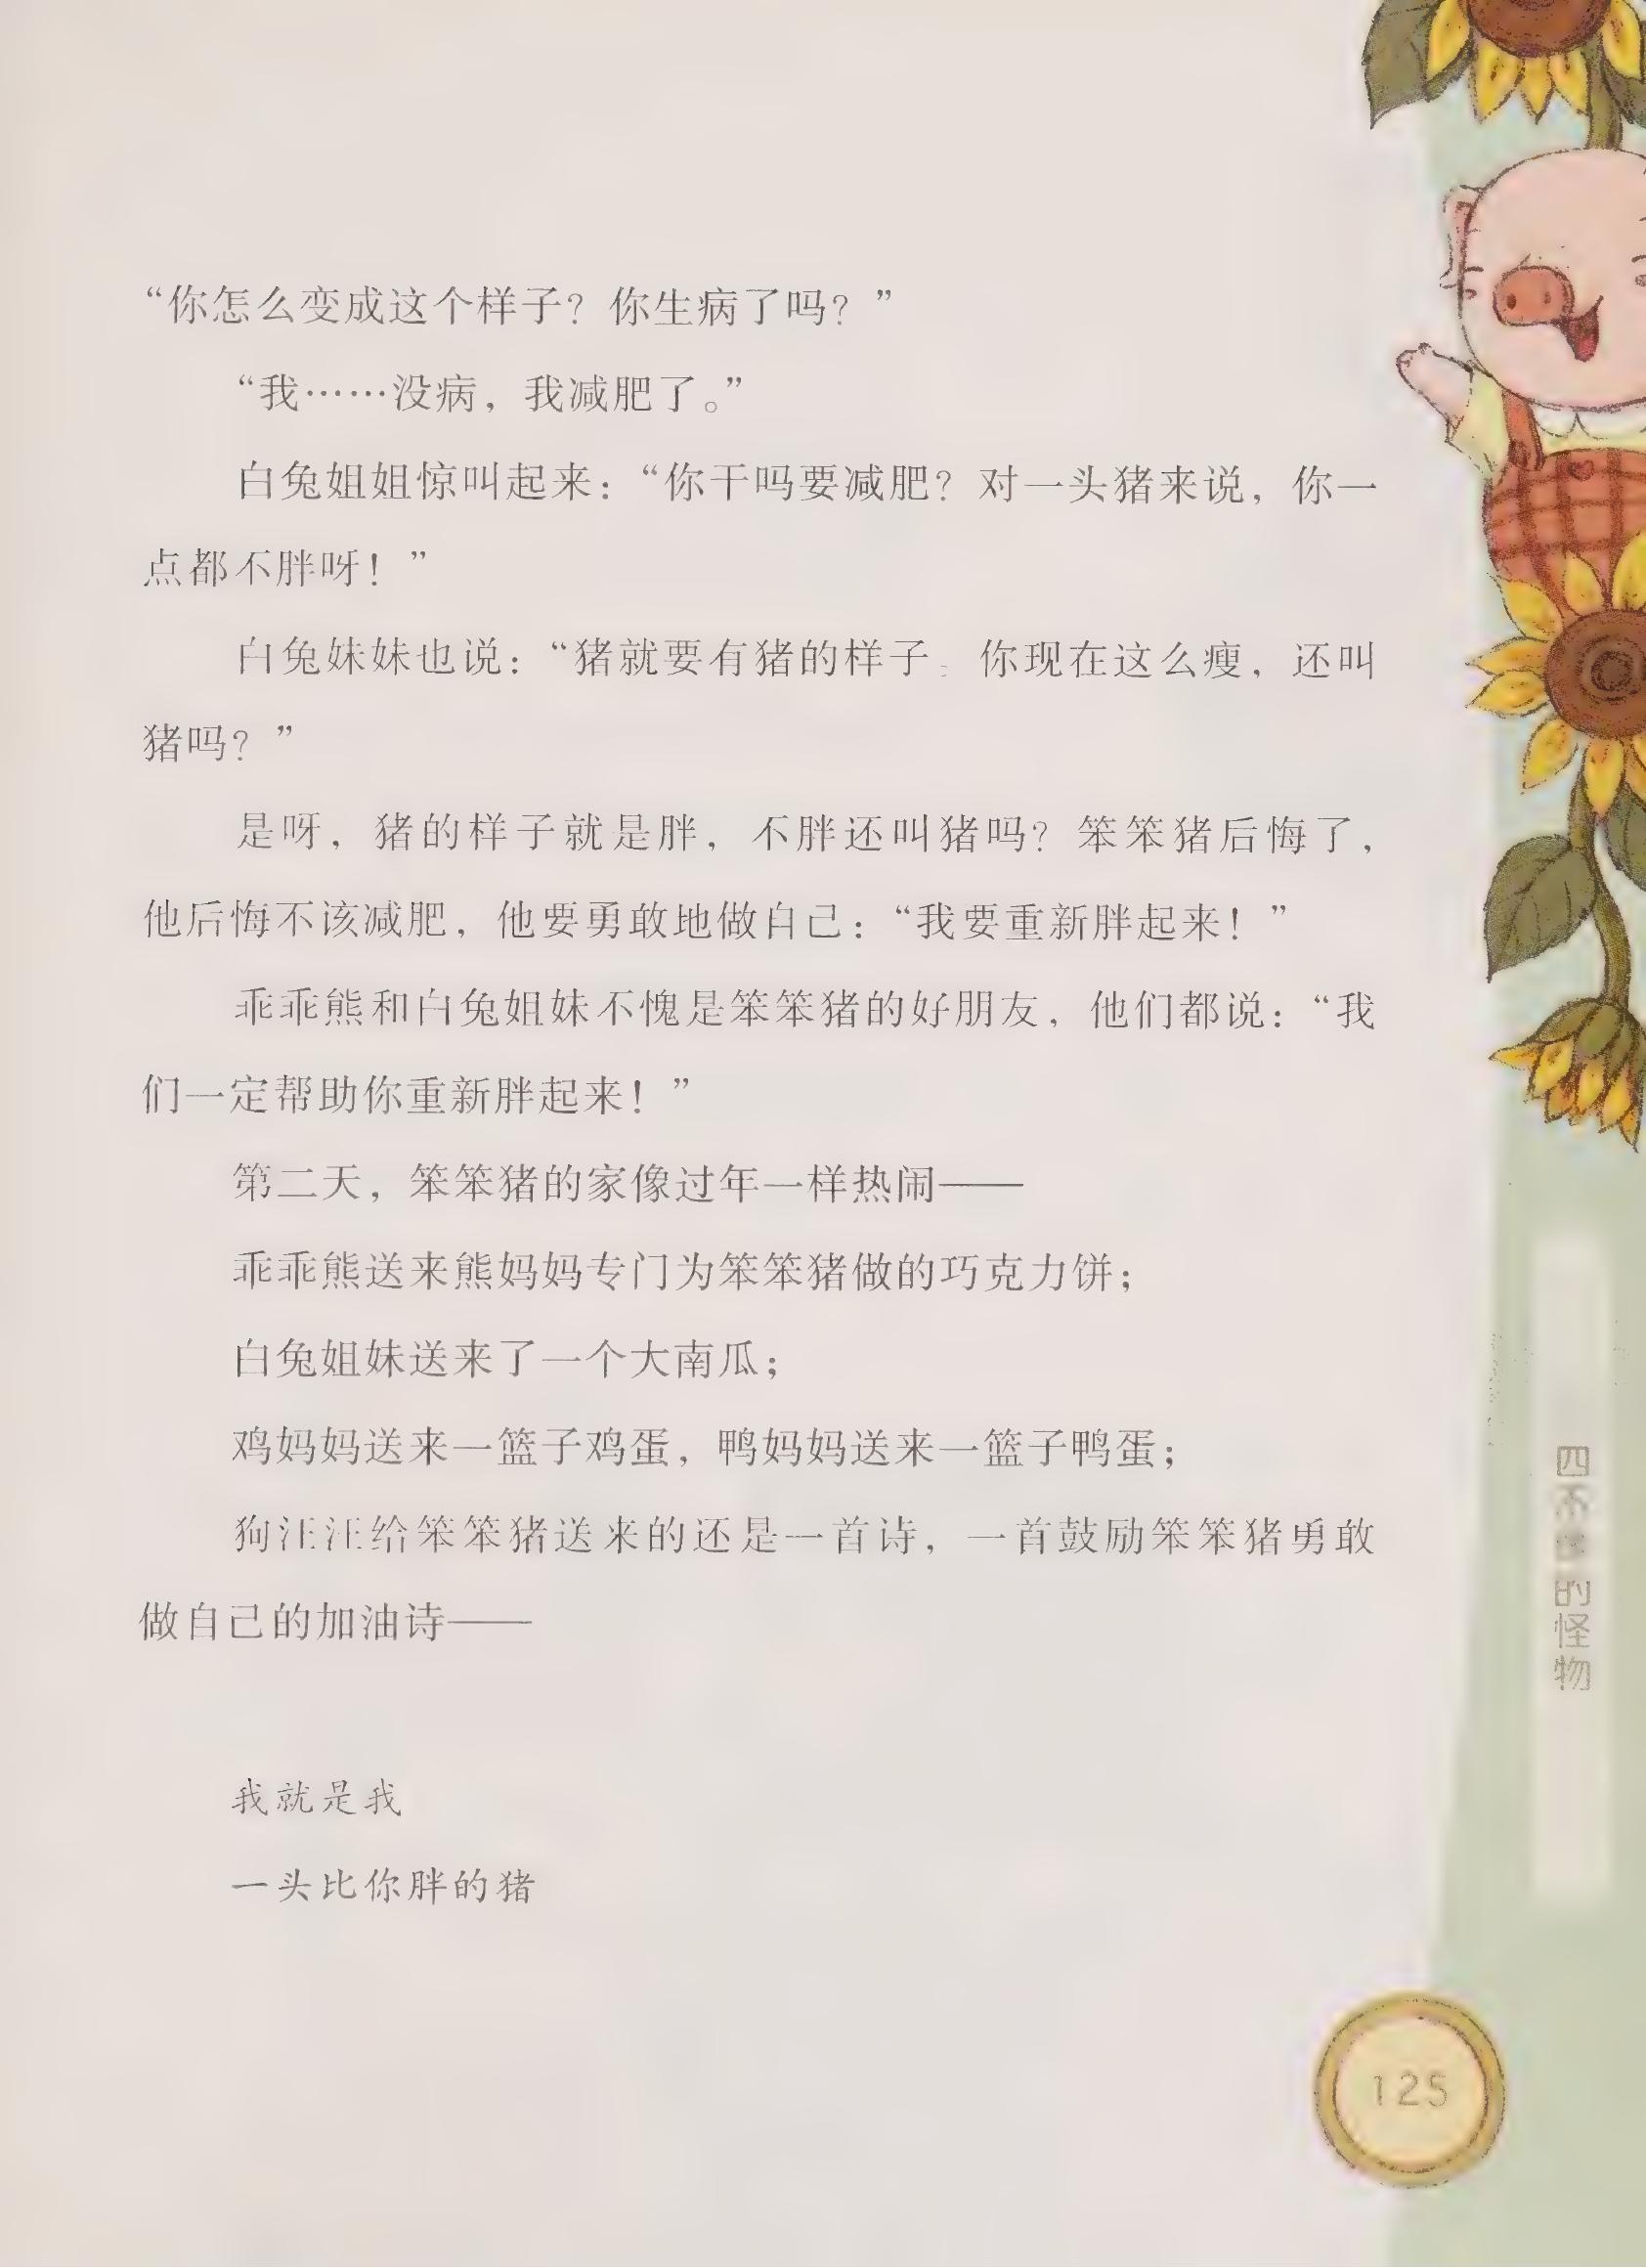 “你怎么变成这个样子？你生病了吗？”
“我……没病，我减肥了。”
白兔姐姐惊叫起来：“你干吗要减肥？对一头猪来说，你一
点都不胖呀！”
白兔妹妹也说：“猪就要有猪的样子。你现在这么瘦，还叫
猪吗？”
是呀，猪的样子就是胖，不胖还叫猪吗？笨笨猪后悔了，
他后悔不该减肥，他要勇敢地做自己：“我要重新胖起来！”
乖乖熊和白兔姐妹不愧是笨笨猪的好朋友，他们都说：“我
们一定帮助你重新胖起来！”
第二天，笨笨猪的家像过年一样热闹——
乖乖熊送来熊妈妈专门为笨笨猪做的巧克力饼；
白兔姐妹送来了一个大南瓜；
鸡妈妈送来一篮子鸡蛋，鸭妈妈送来一篮子鸭蛋；
狗汪汪给笨笨猪送来的还是一首诗，一首鼓励笨笨猪勇敢
做自己的加油诗——
我就是我
一头比你胖的猪
四不像的怪物
125